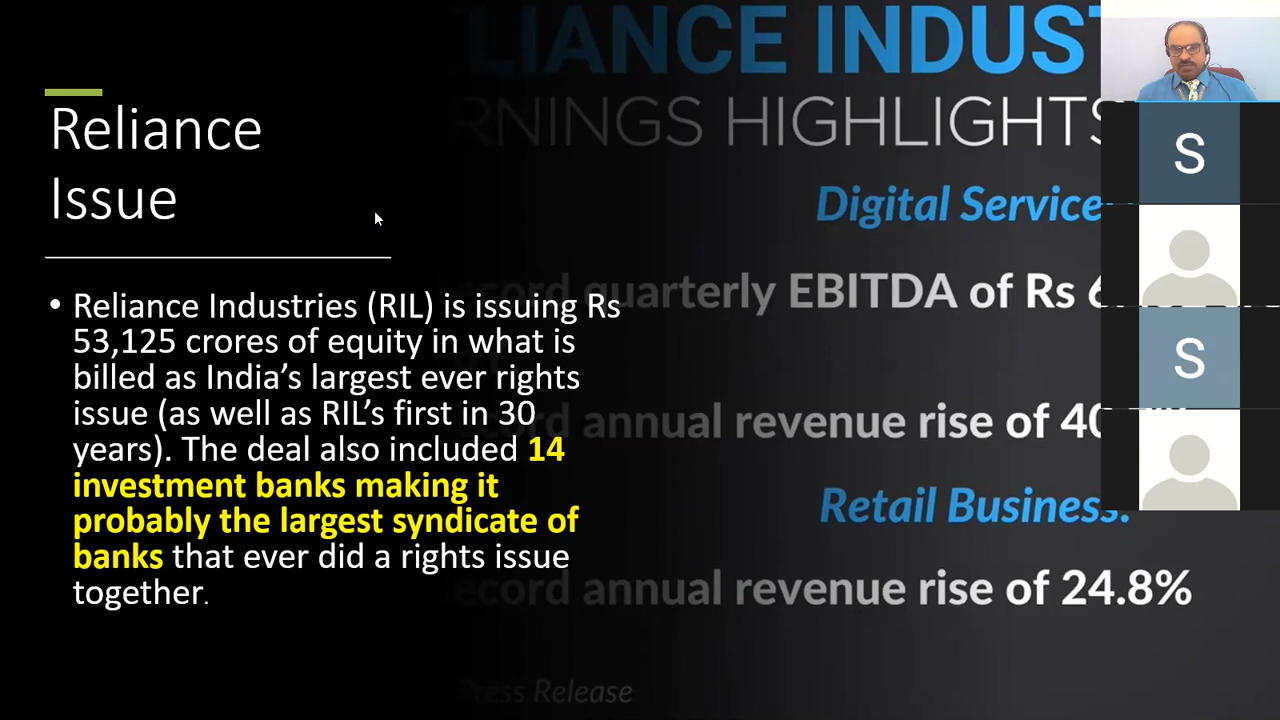 Reliance
Issue
• Reliance Industries (RIL) is issuing Rs
53,125 crores of equity in what is
billed as India’s largest ever rights
issue (as well as RIL’s first in 30
years). The deal also included 14
investment banks making it
probably the largest syndicate of
banks that ever did a rights issue
together.
LIANCE INDUST
RNINGS HIGHLIGHTS
Digital Service
cord quarterly EBITDA of Rs 6
cord annual revenue rise of 40
Retail Business:
ecord annual revenue rise of 24.8%
Press Release
S
S